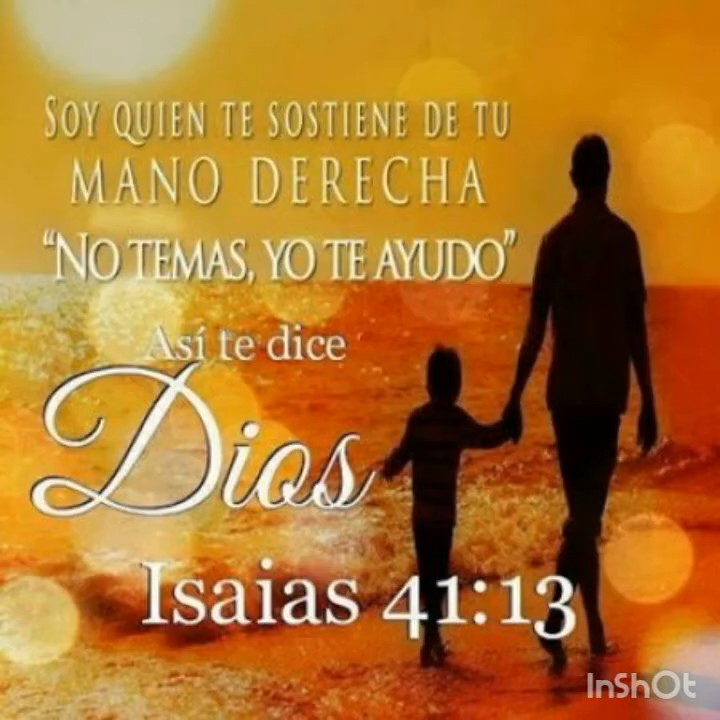 SOY QUIEN TE SOSTIENE DE TU
MANO DERECHA
“NO TEMAS, YO TE AYUDO”
Así te dice
Dios
Isaias 41:13
InShOt